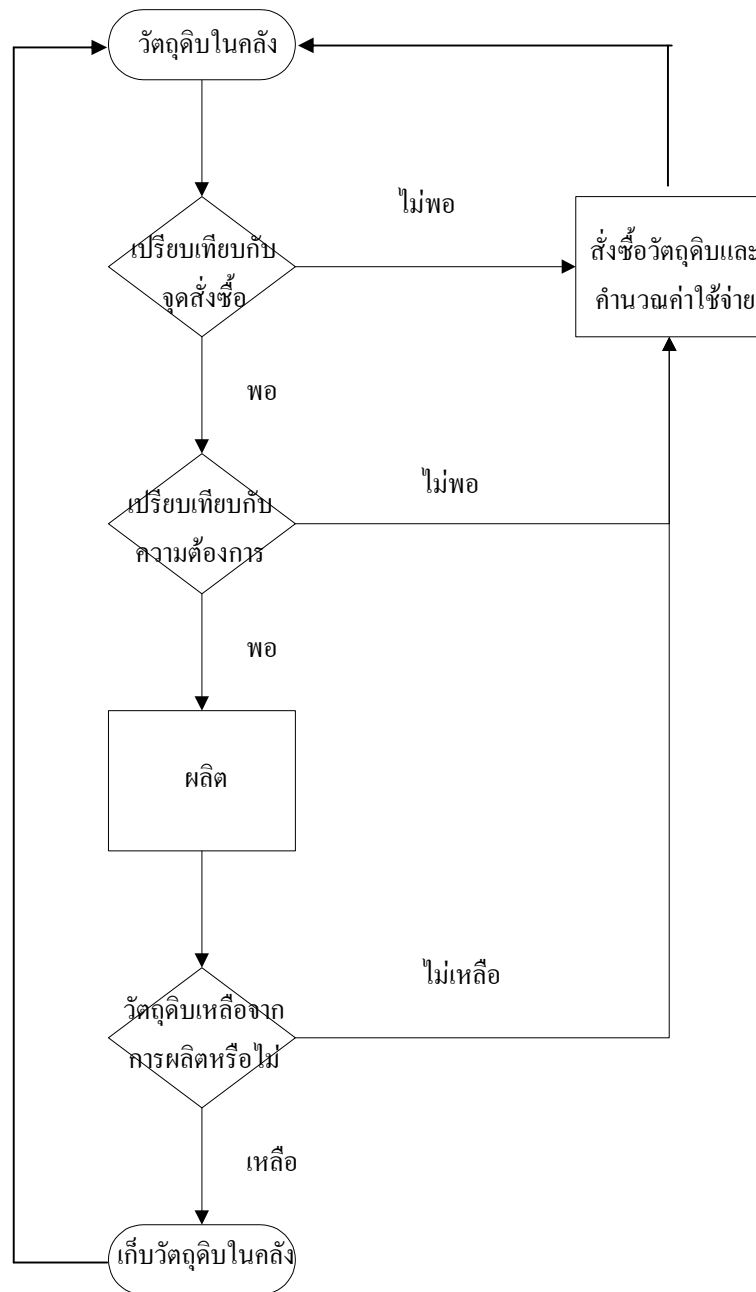 วัตถุดิบในคลัง
ไม่พอ
เปรียบเทียบกับ
จุดสั่งซื้อ
สั่งซื้อวัตถุดิบและ
คำนวณค่าใช้จ่าย
พอ
เปรียบเทียบกับ
ความต้องการ
ไม่พอ
พอ
ผลิต
ไม่เหลือ
วัตถุดิบเหลือจาก
การผลิตหรือไม่
เหลือ
เก็บวัตถุดิบในคลัง